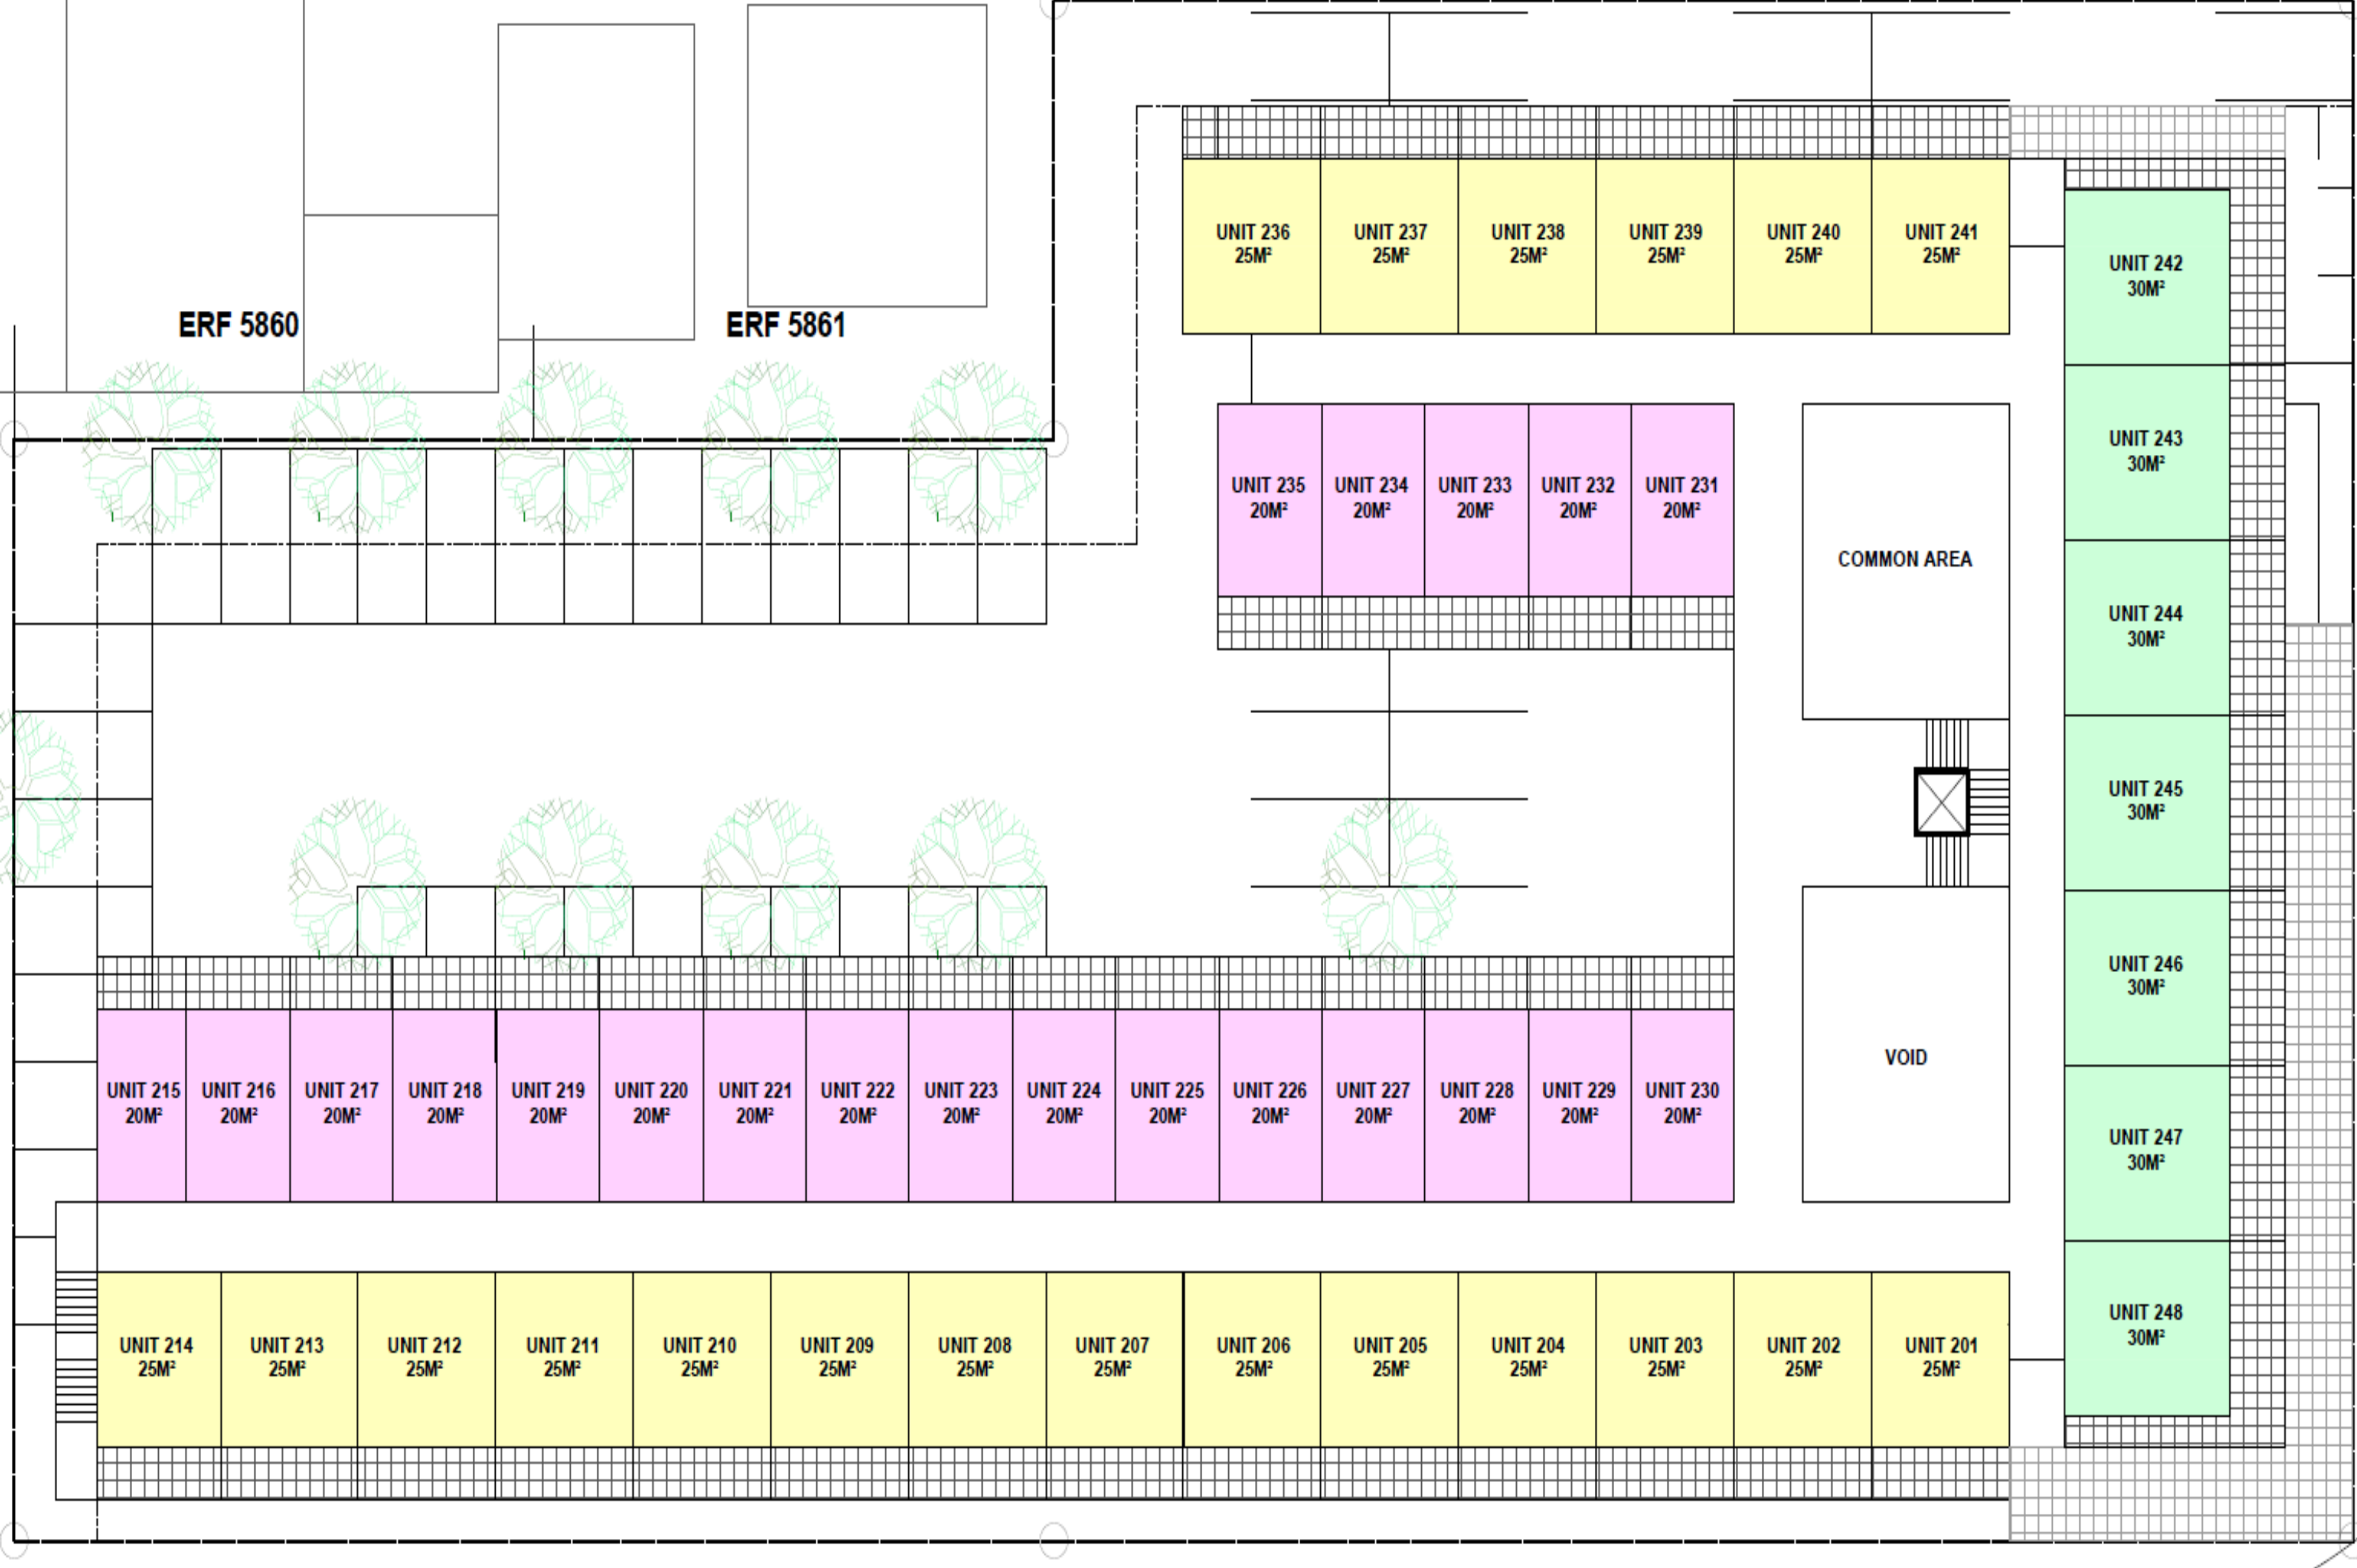 UNIT 236
25M²
UNIT 237
25M²
UNIT 238
25M²
UNIT 239
25M²
UNIT 240
25M²
UNIT 241
25M²
UNIT 242
30M²
ERF 5860
ERF 5861
UNIT 243
30M²
UNIT 235
20M²
UNIT 234
20M²
UNIT 233
20M²
UNIT 232
20M²
UNIT 231
20M²
COMMON AREA
UNIT 244
30M²
UNIT 245
30M²
UNIT 246
30M²
VOID
UNIT 215
20M²
UNIT 216
20M²
UNIT 217
20M²
UNIT 218
20M²
UNIT 219
20M²
UNIT 220
20M²
UNIT 221
20M²
UNIT 222
20M²
UNIT 223
20M²
UNIT 224
20M²
UNIT 225
20M²
UNIT 226
20M²
UNIT 227
20M²
UNIT 228
20M²
UNIT 229
20M²
UNIT 230
20M²
UNIT 247
30M²
UNIT 248
30M²
UNIT 214
25M²
UNIT 213
25M²
UNIT 212
25M²
UNIT 211
25M²
UNIT 210
25M²
UNIT 209
25M²
UNIT 208
25M²
UNIT 207
25M²
UNIT 206
25M²
UNIT 205
25M²
UNIT 204
25M²
UNIT 203
25M²
UNIT 202
25M²
UNIT 201
25M²